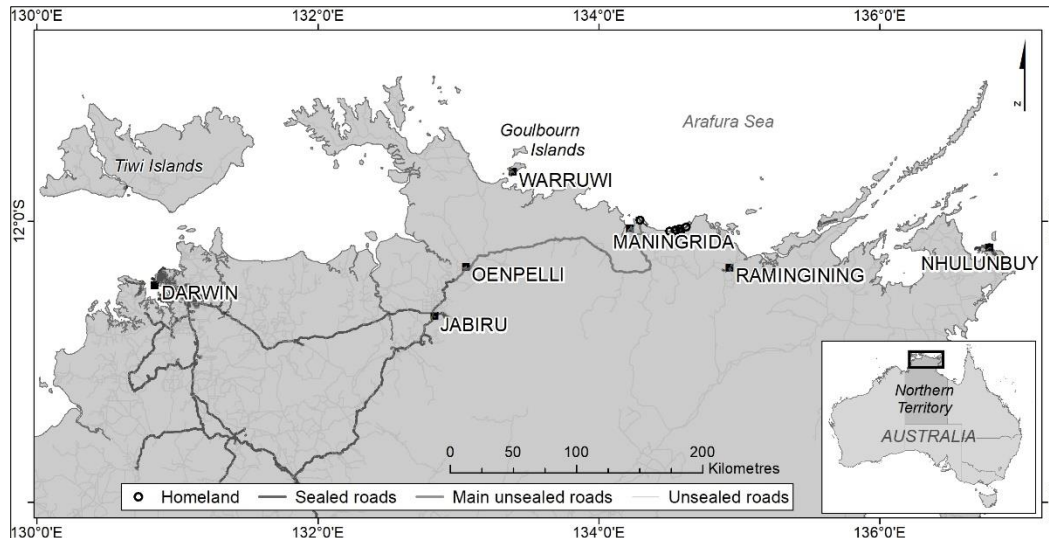 130°0'E
132°0'E
134°0'E
136°0'E
12°0'S
12°0'S
Tiwi Islands
Goulbourn
Islands
Arafura Sea
N
WARRUWI
MANINGRIDA
OENPELLI
RAMINGINING
NHULUNBUY
DARWIN
JABIRU
Northern
Territory
AUSTRALIA
0 50 100 200
Kilometres
Homeland Sealed roads Main unsealed roads Unsealed roads
130°0'E
132°0'E
134°0'E
136°0'E